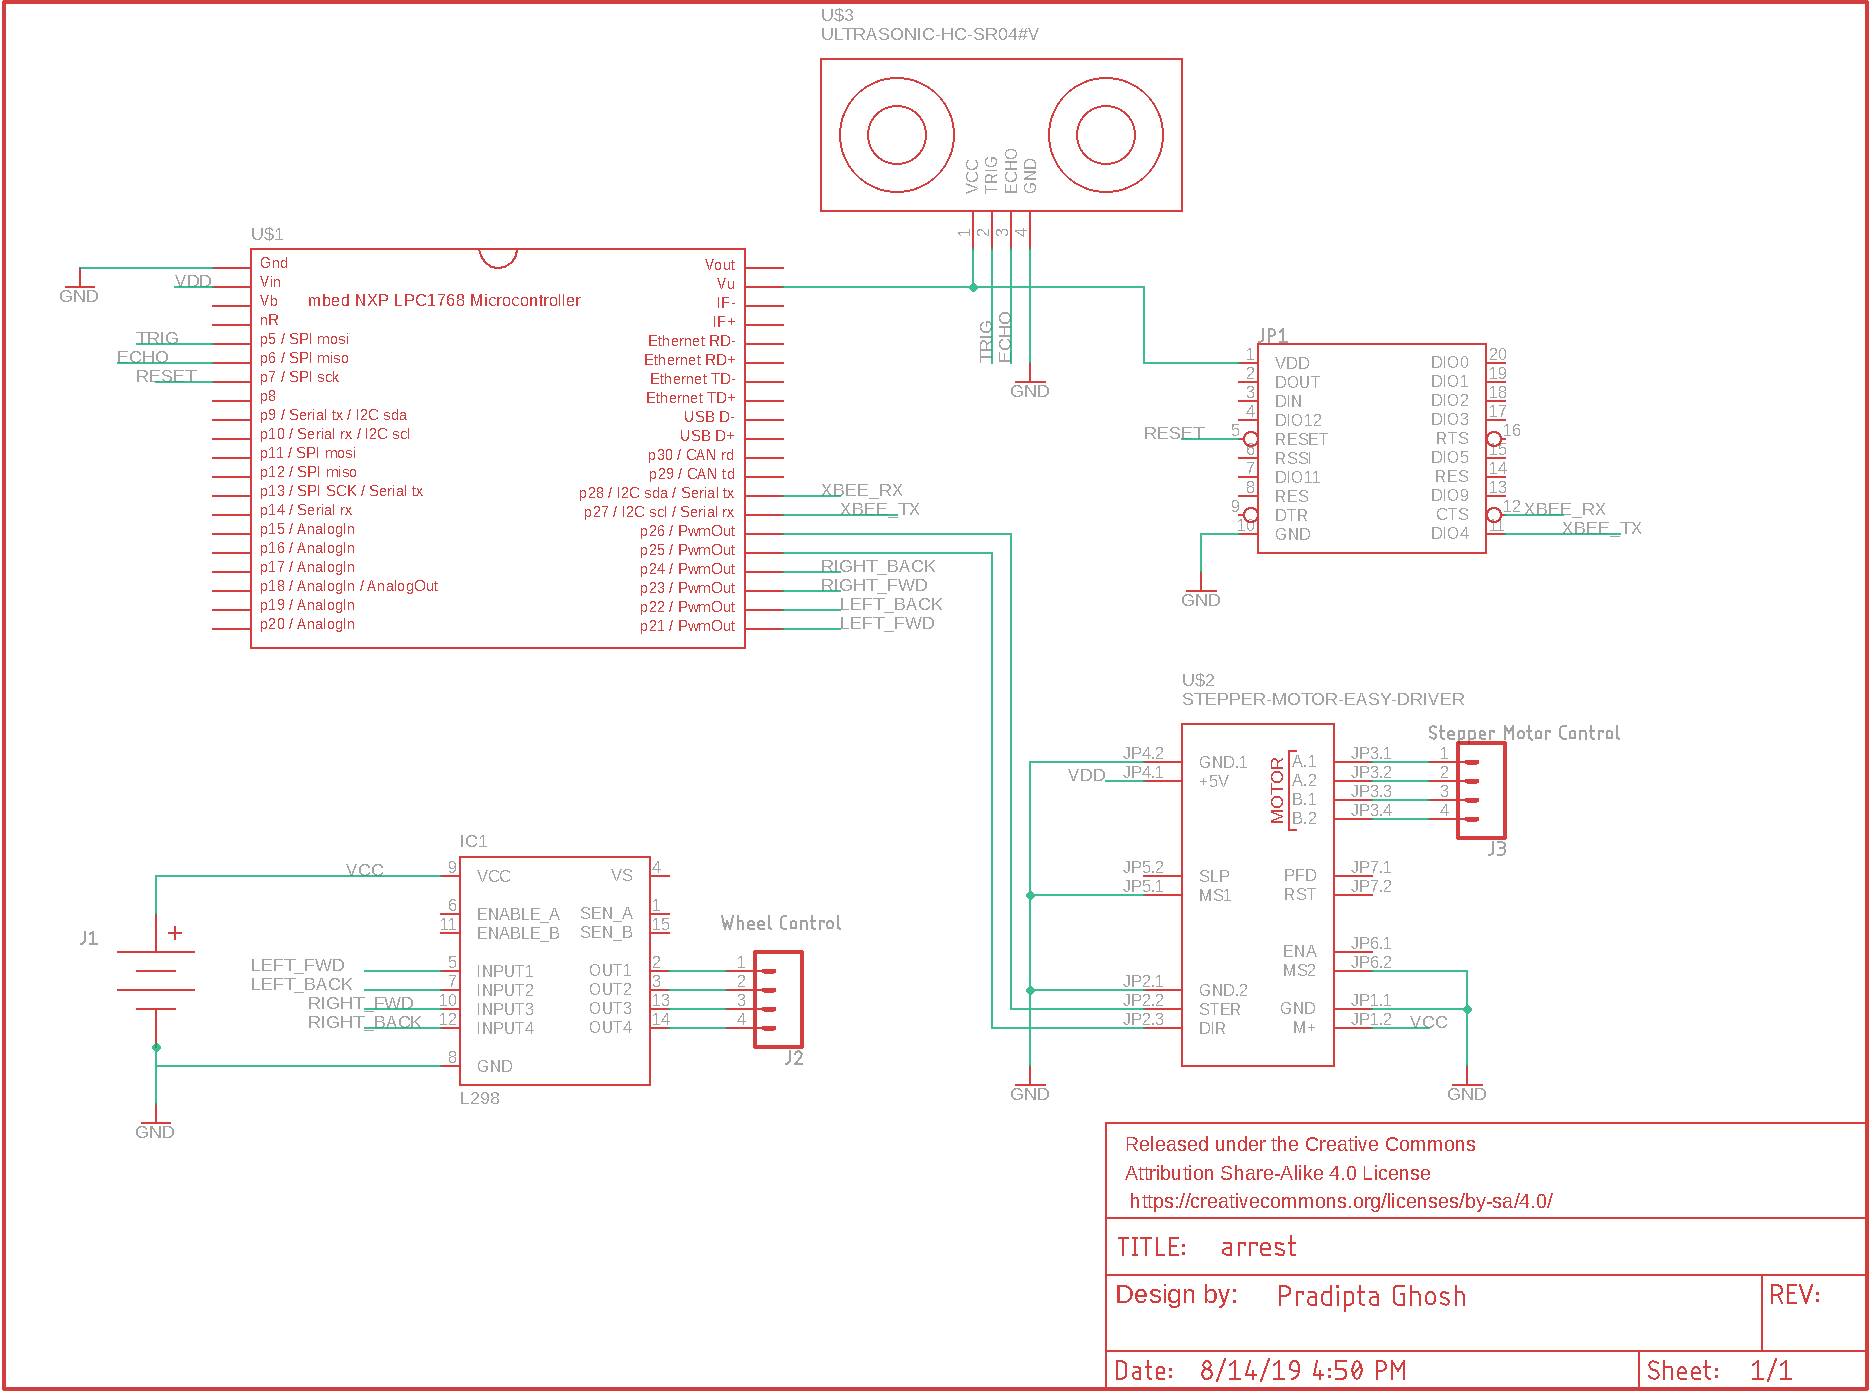 U$3
ULTRASONIC-HC-SR04#V
VCC
TRIG
ECHO
GND
1
2
3
4
TRIG
ECHO
GND
U$1
mbed NXP LPC1768 Microcontroller
GND
VDD
TRIG
ECHO
RESET
Gnd
Vin
Vb
nR
p5 / SPI mosi
p6 / SPI miso
p7 / SPI sck
p8
p9 / Serial tx / I2C sda
p10 / Serial rx / I2C scl
p11 / SPI mosi
p12 / SPI miso
p13 / SPI SCK / Serial tx
p14 / Serial rx
p15 / AnalogIn
p16 / AnalogIn
p17 / AnalogIn
p18 / AnalogIn / AnalogOut
p19 / AnalogIn
p20 / AnalogIn
Vout
Vu
IF-
IF+
Ethernet RD-
Ethernet RD+
Ethernet TD-
Ethernet TD+
USB D-
USB D+
p30 / CAN rd
p29 / CAN td
p28 / I2C sda / Serial tx
p27 / I2C scl / Serial rx
p26 / PwmOut
p25 / PwmOut
p24 / PwmOut
p23 / PwmOut
p22 / PwmOut
p21 / PwmOut
XBEE_RX
XBEE_TX
RIGHT_BACK
RIGHT_FWD
LEFT_BACK
LEFT_FWD
JP1
RESET
1 VDD
2 DOUT
3 DIN
4 DIO12
5 RESET
6 RSSI
7 DIO11
8 RES
9 DTR
10 GND
DIO0 20
DIO1 19
DIO2 18
DIO3 17
RTS 16
DIO5 15
RES 14
DIO9 13
CTS 12 XBEE_RX
DIO4 11 XBEE_TX
GND
U$2
STEPPER-MOTOR-EASY-DRIVER
JP4.2 GND.1
VDD JP4.1 +5V
JP5.2 SLP
JP5.1 MS1
JP2.1 GND.2
JP2.2 STER
JP2.3 DIR
MOTOR
A.1 JP3.1
A.2 JP3.2
B.1 JP3.3
B.2 JP3.4
PFD JP7.1
RST JP7.2
ENA JP6.1
MS2 JP6.2
GND JP1.1
M+ JP1.2 VCC
GND
GND
Stepper Motor Control
1
2
3
4
J3
IC1
VCC 9 VCC
6 ENABLE_A
11 ENABLE_B
LEFT_FWD 5 INPUT1
LEFT_BACK 7 INPUT2
RIGHT_FWD 10 INPUT3
RIGHT_BACK 12 INPUT4
8 GND
VS 4
SEN_A 1
SEN_B 15
OUT1 2
OUT2 3
OUT3 13
OUT4 14
L298
J1
+
GND
Wheel Control
1
2
3
4
J2
Released under the Creative Commons
Attribution Share-Alike 4.0 License
https://creativecommons.org/licenses/by-sa/4.0/
TITLE: arrest
Design by: Pradipta Ghosh
REV:
Date: 8/14/19 4:50 PM
Sheet: 1/1